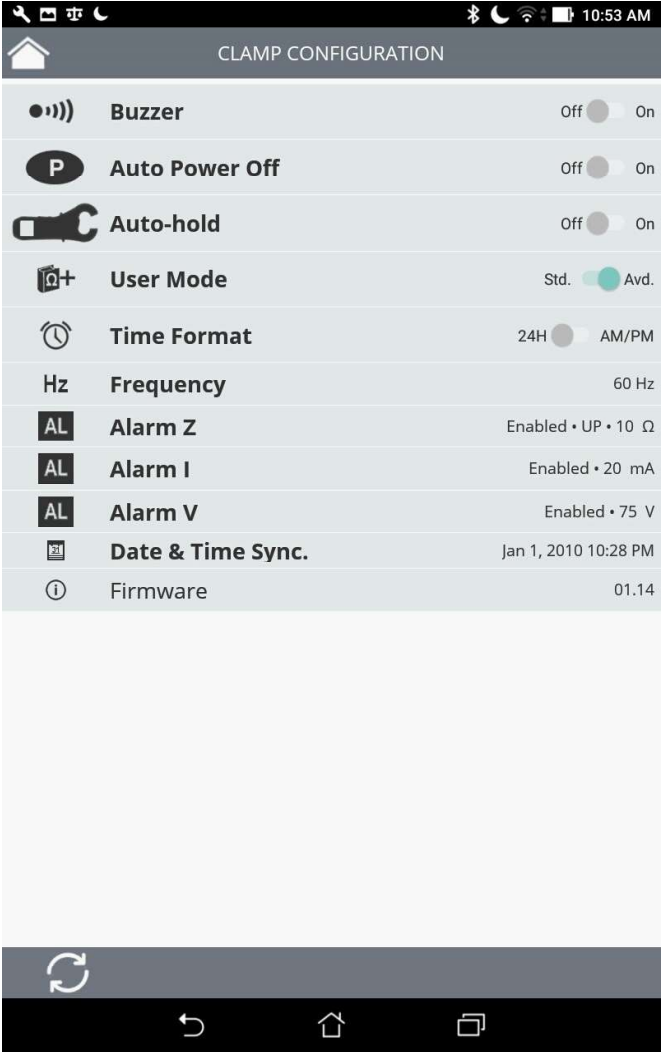 10:53 AM
CLAMP CONFIGURATION
Buzzer Off On
P Auto Power Off Off On
Auto-hold Off On
Ω+ User Mode Std. Avd.
Time Format 24H AM/PM
Hz Frequency 60 Hz
AL Alarm Z Enabled • UP • 10 Ω
AL Alarm I Enabled • 20 mA
AL Alarm V Enabled • 75 V
Date & Time Sync. Jan 1, 2010 10:28 PM
Firmware 01.14